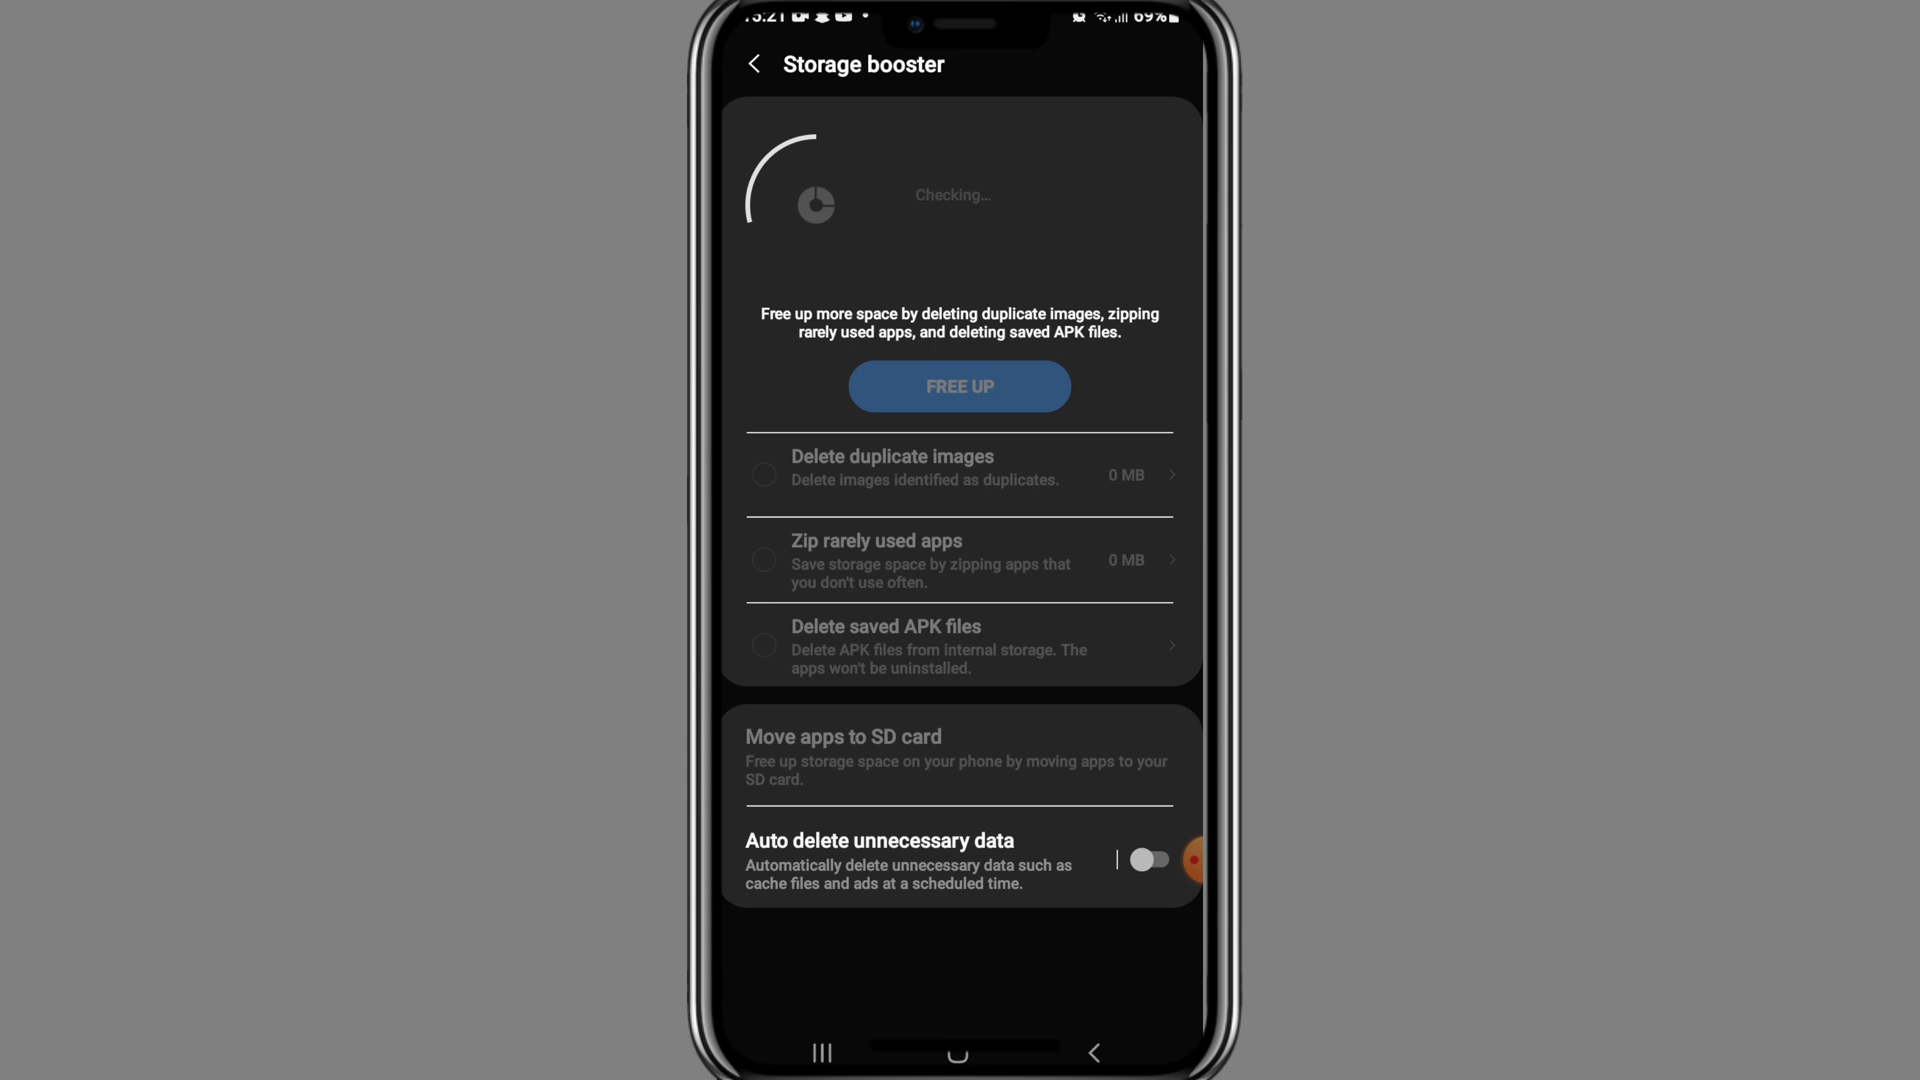 15:21 69%
Storage booster
Checking...
Free up more space by deleting duplicate images, zipping
rarely used apps, and deleting saved APK files.
FREE UP
Delete duplicate images
Delete images identified as duplicates.
0 MB
Zip rarely used apps
Save storage space by zipping apps that
you don't use often.
0 MB
Delete saved APK files
Delete APK files from internal storage. The
apps won't be uninstalled.
Move apps to SD card
Free up storage space on your phone by moving apps to your
SD card.
Auto delete unnecessary data
Automatically delete unnecessary data such as
cache files and ads at a scheduled time.